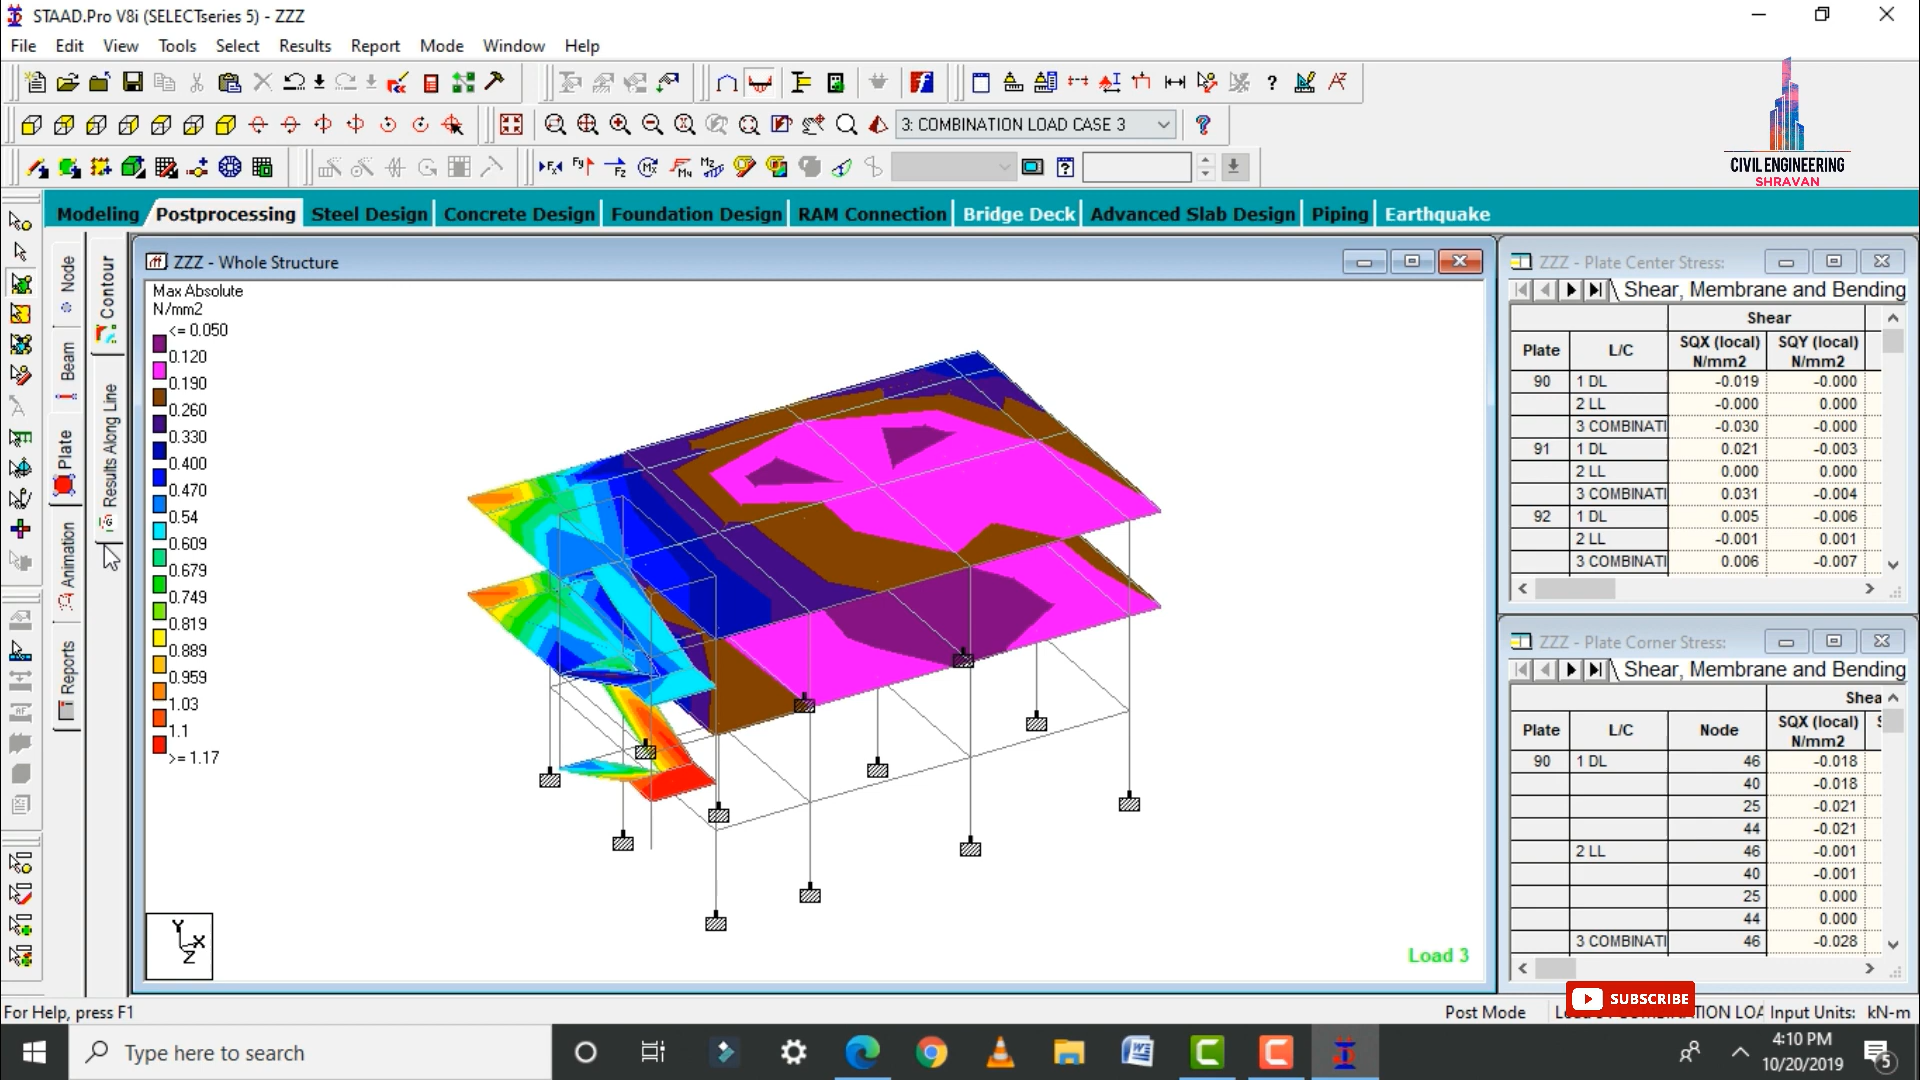 STAAD.Pro V8i (SELECTseries 5) - ZZZ
File Edit View Tools Select Results Report Mode Window Help
3: COMBINATION LOAD CASE 3
CIVIL ENGINEERING
SHRAVAN
Modeling Postprocessing Steel Design Concrete Design Foundation Design RAM Connection Bridge Deck Advanced Slab Design Piping Earthquake
Node
Beam
Plate
Animation
Reports
Contour
Results Along Line
ZZZ - Whole Structure
Max Absolute
N/mm2
<= 0.050
0.120
0.190
0.260
0.330
0.400
0.470
0.54
0.609
0.679
0.749
0.819
0.889
0.959
1.03
1.1
>= 1.17
Y
X
Z
Load 3
ZZZ - Plate Center Stress:
Shear, Membrane and Bending
Shear
Plate L/C SQX (local) N/mm2 SQY (local) N/mm2
90 1 DL -0.019 -0.000
2 LL -0.000 0.000
3 COMBINATI -0.030 -0.000
91 1 DL 0.021 -0.003
2 LL 0.000 0.000
3 COMBINATI 0.031 -0.004
92 1 DL 0.005 -0.006
2 LL -0.001 0.001
3 COMBINATI 0.006 -0.007
ZZZ - Plate Corner Stress:
Shear, Membrane and Bending
Shea
Plate L/C Node SQX (local) N/mm2
90 1 DL 46 -0.018
40 -0.018
25 -0.021
44 -0.021
2 LL 46 -0.001
40 -0.001
25 0.000
44 0.000
3 COMBINATI 46 -0.028
SUBSCRIBE
For Help, press F1
Post Mode
Input Units: kN-m
Type here to search
4:10 PM
10/20/2019
5